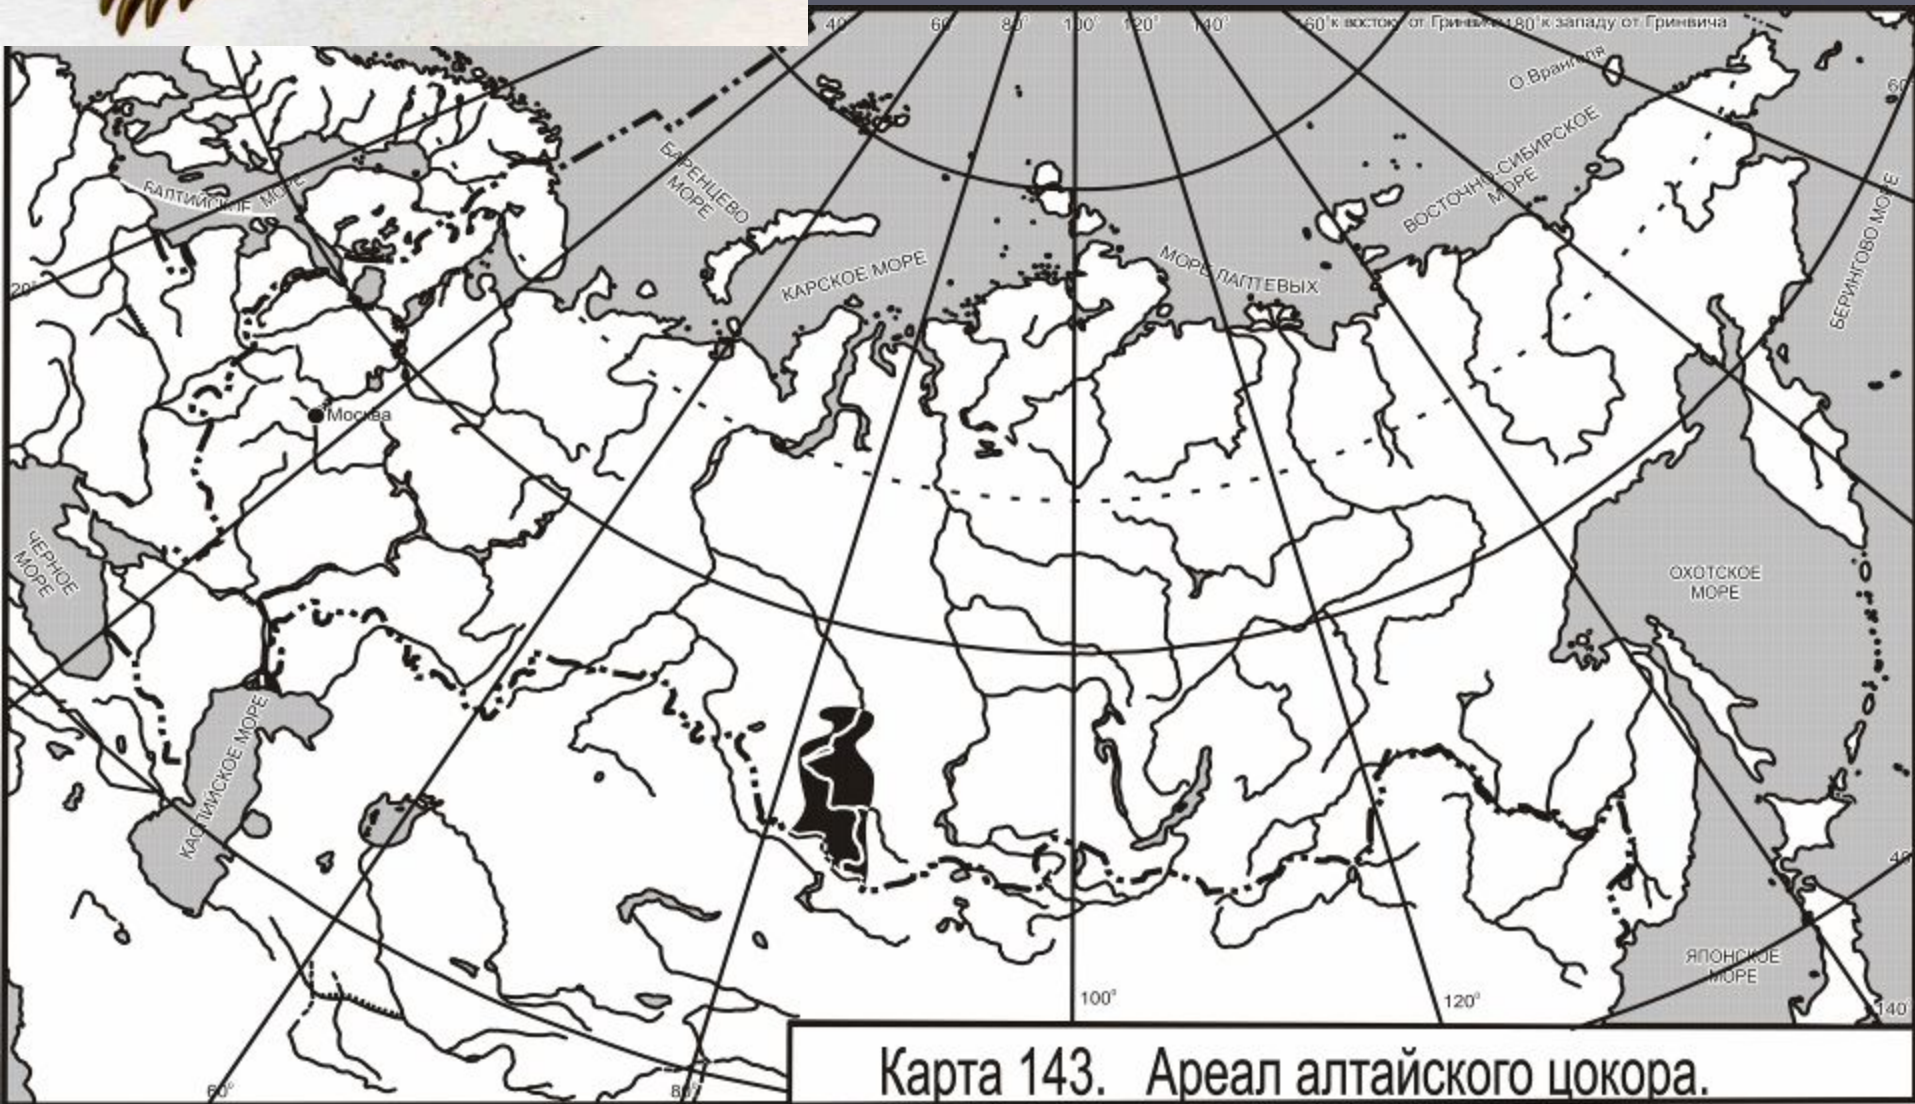 40° 60° 80° 100° 120° 140° 160° к востоку от Гринвича 180° к западу от Гринвича
О.Врангеля
60
БАРЕНЦЕВО
МОРЕ
ВОСТОЧНО-СИБИРСКОЕ
МОРЕ
БАЛТИЙСКОЕ МОРЕ
БЕРИНГОВО МОРЕ
КАРСКОЕ МОРЕ
МОРЕ ЛАПТЕВЫХ
20°
Москва
ЧЕРНОЕ
МОРЕ
ОХОТСКОЕ
МОРЕ
КАСПИЙСКОЕ МОРЕ
40
ЯПОНСКОЕ
МОРЕ
100°
120°
140
60°
80°
Карта 143. Ареал алтайского цокора.